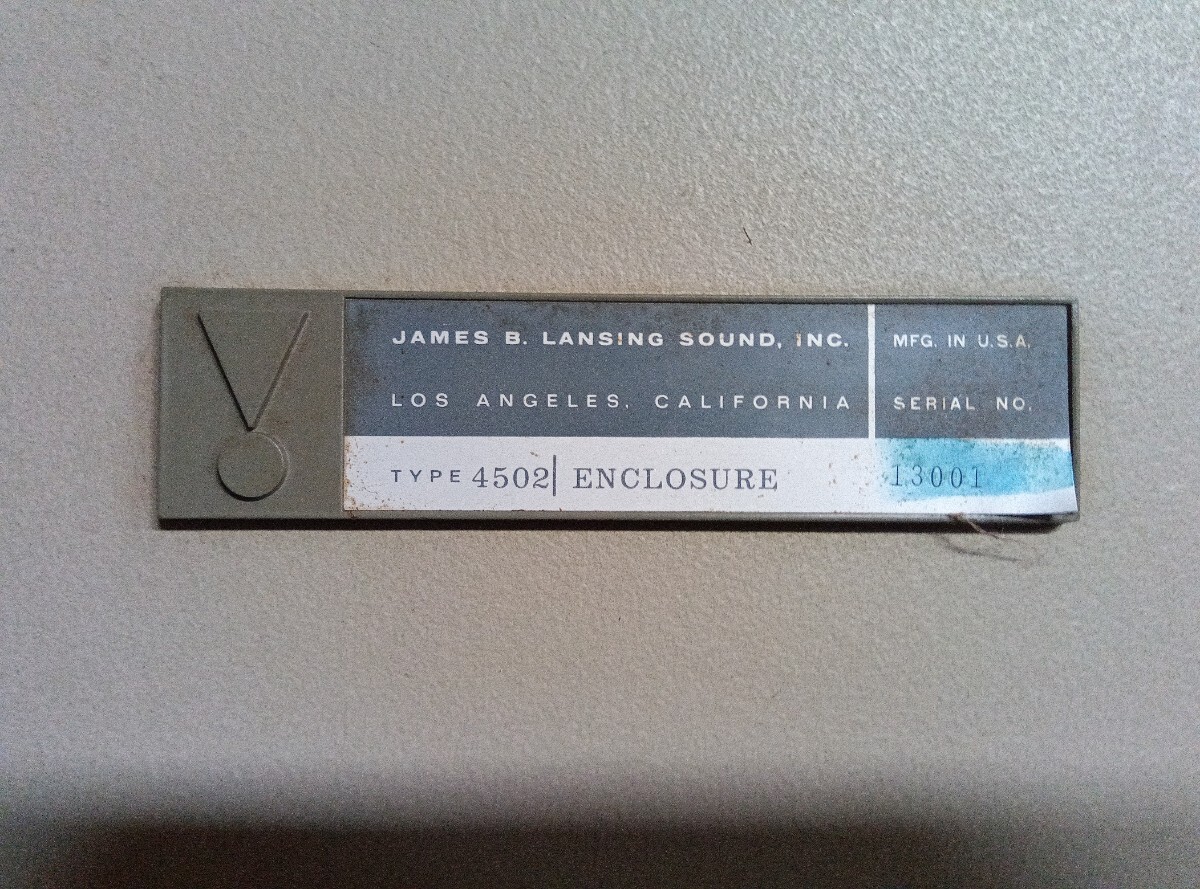 JAMES B. LANSING SOUND, INC.
LOS ANGELES, CALIFORNIA
MFG. IN U.S.A.
SERIAL NO.
TYPE 4502| ENCLOSURE
13001